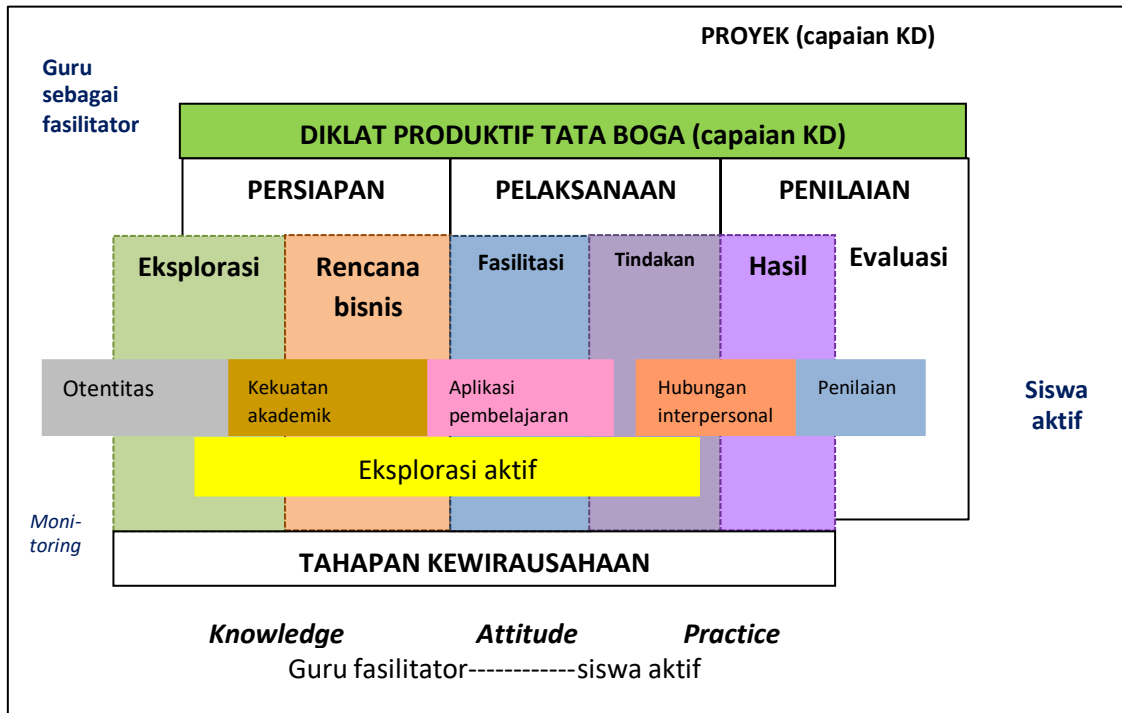 PROYEK (capaian KD)
Guru
sebagai
fasilitator
DIKLAT PRODUKTIF TATA BOGA (capaian KD)
PERSIAPAN
PELAKSANAAN
PENILAIAN
Eksplorasi
Rencana
bisnis
Fasilitasi
Tindakan
Hasil
Evaluasi
Otentitas
Kekuatan
akademik
Aplikasi
pembelajaran
Hubungan
interpersonal
Penilaian
Siswa
aktif
Eksplorasi aktif
Moni-
toring
TAHAPAN KEWIRAUSAHAAN
Knowledge Attitude Practice
Guru fasilitator------------siswa aktif